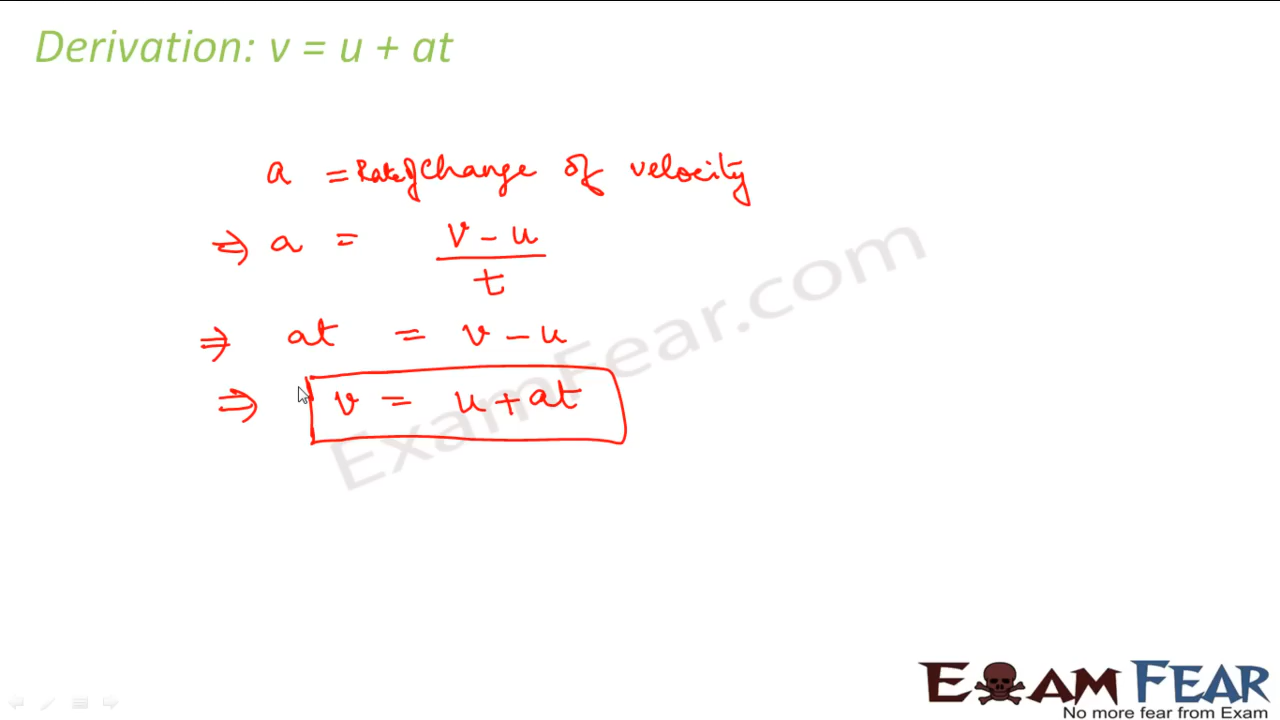 Derivation: v = u + at
a = Rate of change of velocity
⇒ a = v - u
t
⇒ at = v - u
⇒ v = u + at
ExamFear.com
EXAM FEAR
No more fear from Exam